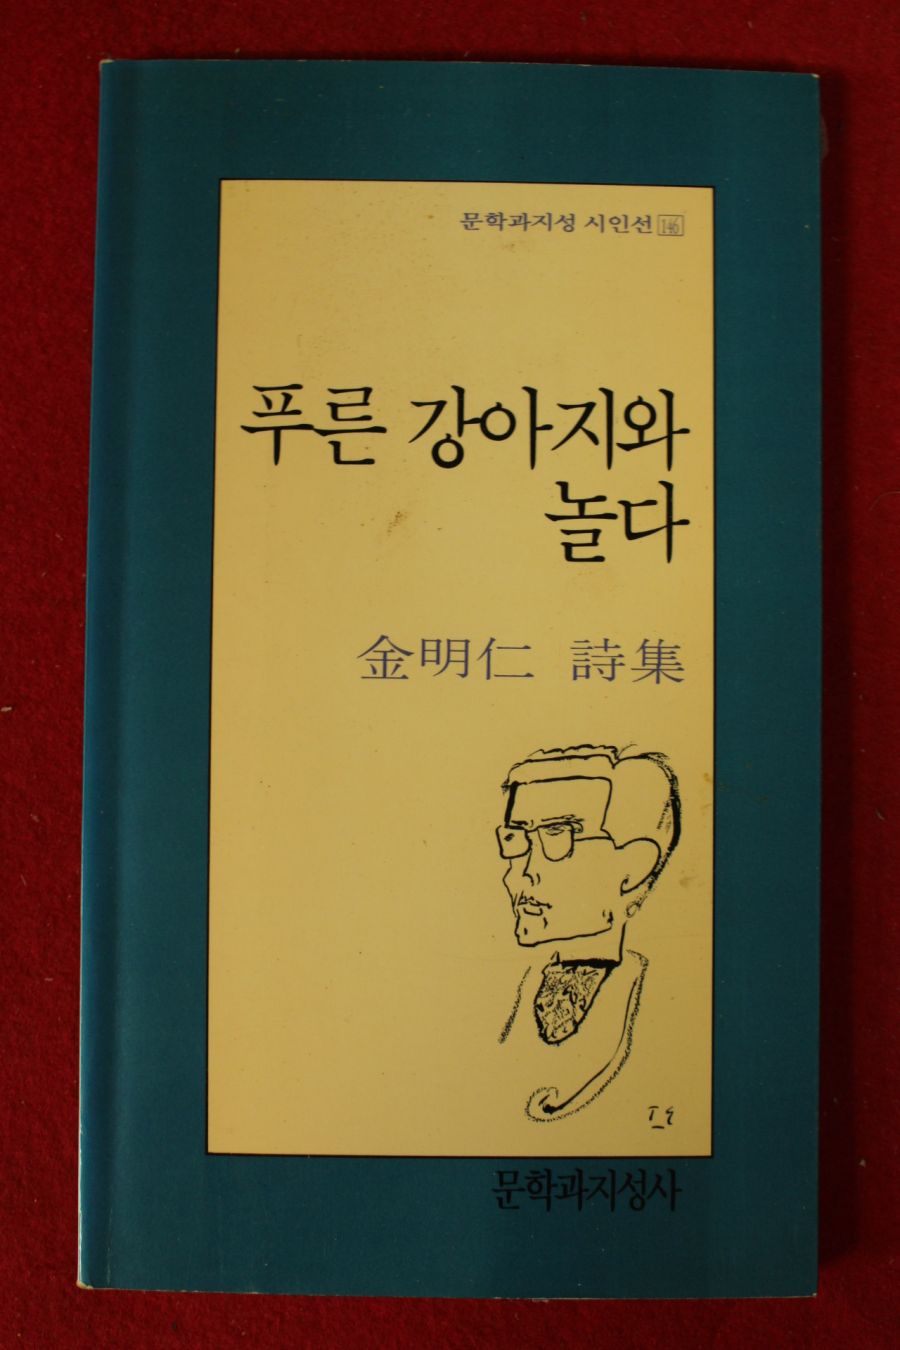 문학과지성 시인선 146
푸른 강아지와
놀다
金明仁 詩集
문학과지성사